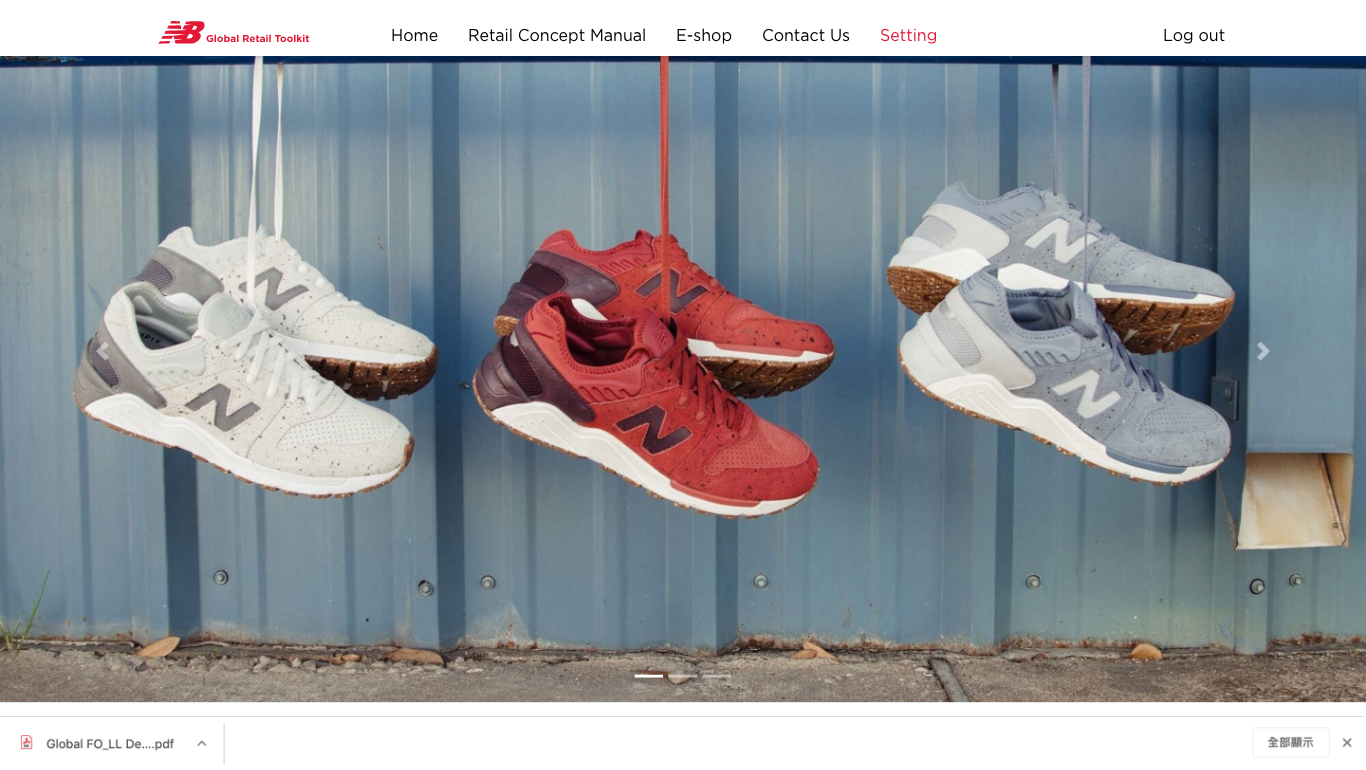 NB Global Retail Toolkit
Home
Retail Concept Manual
E-shop
Contact Us
Setting
Log out
N
N
N
N
N
N
Global FO_LL De....pdf
全部顯示